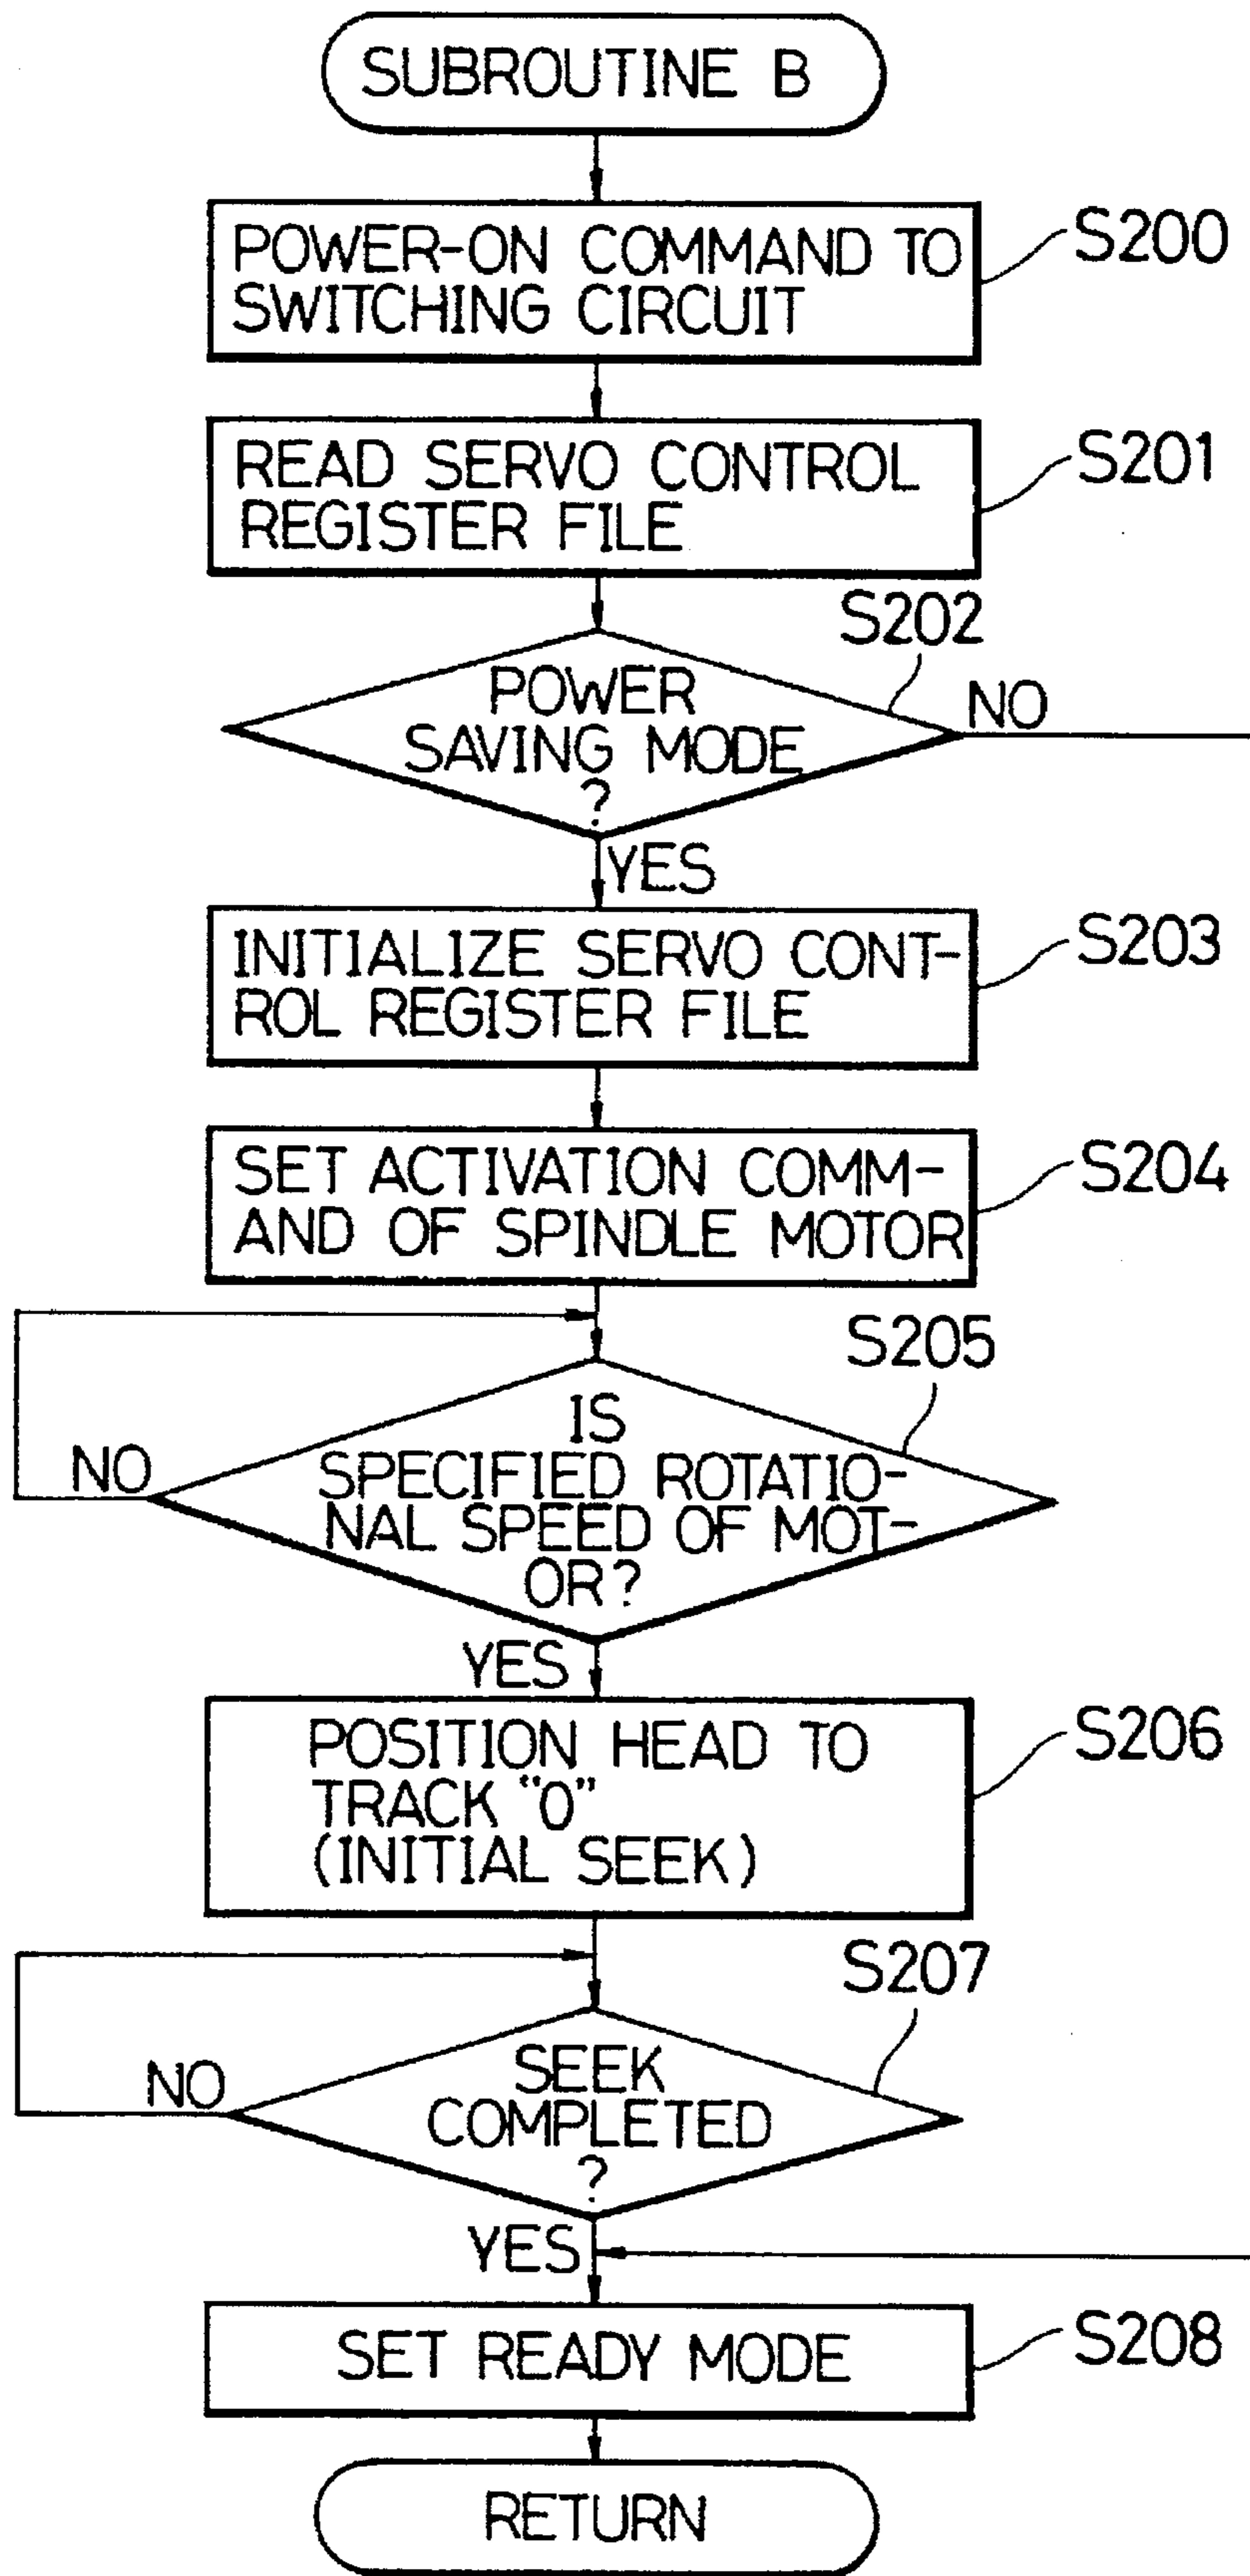 SUBROUTINE B
POWER-ON COMMAND TO
SWITCHING CIRCUIT
S200
READ SERVO CONTROL
REGISTER FILE
S201
S202
POWER
SAVING MODE
?
NO
YES
INITIALIZE SERVO CONT-
ROL REGISTER FILE
S203
SET ACTIVATION COMM-
AND OF SPINDLE MOTOR
S204
S205
IS
SPECIFIED ROTATIO-
NAL SPEED OF MOT-
OR?
NO
YES
POSITION HEAD TO
TRACK "0"
(INITIAL SEEK)
S206
S207
SEEK
COMPLETED
?
NO
YES
SET READY MODE
S208
RETURN